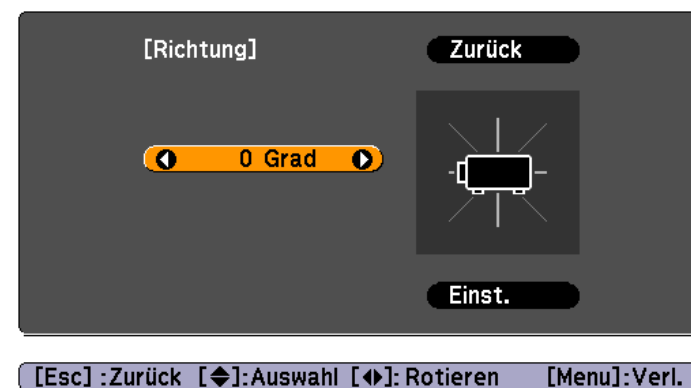 [Richtung] Zurück
0 Grad
Einst.
[Esc] :Zurück [◆]:Auswahl [◆]: Rotieren [Menu]:Verl.